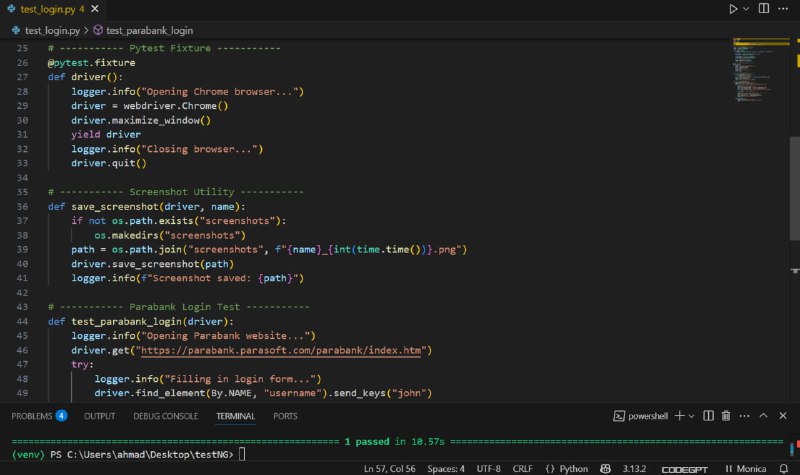 test_login.py 4 ×
test_login.py > test_parabank_login
25 # ----------- Pytest Fixture -----------
26 @pytest.fixture
27 def driver():
28     logger.info("Opening Chrome browser...")
29     driver = webdriver.Chrome()
30     driver.maximize_window()
31     yield driver
32     logger.info("Closing browser...")
33     driver.quit()
34
35 # ----------- Screenshot Utility -----------
36 def save_screenshot(driver, name):
37     if not os.path.exists("screenshots"):
38         os.makedirs("screenshots")
39     path = os.path.join("screenshots", f"{name}_{int(time.time())}.png")
40     driver.save_screenshot(path)
41     logger.info(f"Screenshot saved: {path}")
42
43 # ----------- Parabank Login Test -----------
44 def test_parabank_login(driver):
45     logger.info("Opening Parabank website...")
46     driver.get("https://parabank.parasoft.com/parabank/index.htm")
47     try:
48         logger.info("Filling in login form...")
49         driver.find_element(By.NAME, "username").send_keys("john")
PROBLEMS 4 OUTPUT DEBUG CONSOLE TERMINAL PORTS powershell
1 passed in 10.57s
(venv) PS C:\Users\ahmad\Desktop\testNG>
Ln 57, Col 56 Spaces: 4 UTF-8 CRLF {} Python 3.13.2 CODEGPT Monica